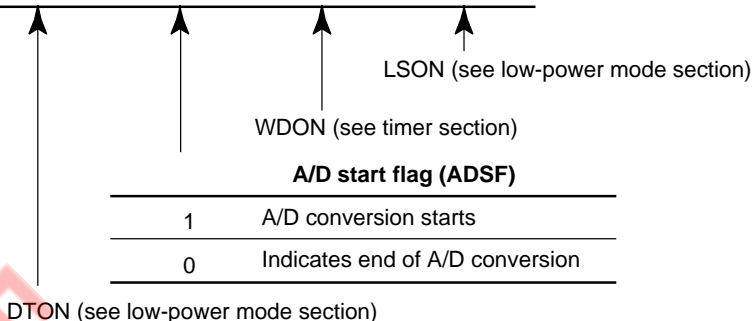 LSON (see low-power mode section)
WDON (see timer section)
A/D start flag (ADSF)
1 A/D conversion starts
0 Indicates end of A/D conversion
DTON (see low-power mode section)